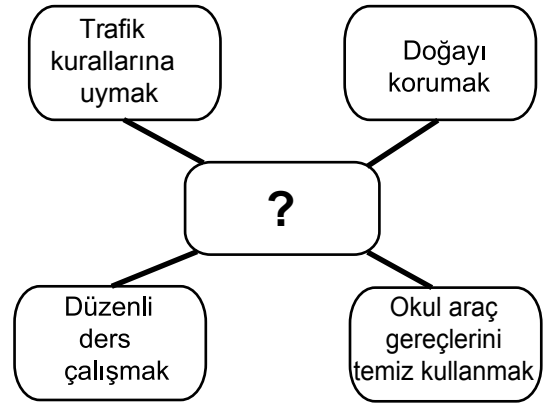 Trafik
kurallarına
uymak
Doğayı
korumak
?
Düzenli
ders
çalışmak
Okul araç
gereçlerini
temiz kullanmak